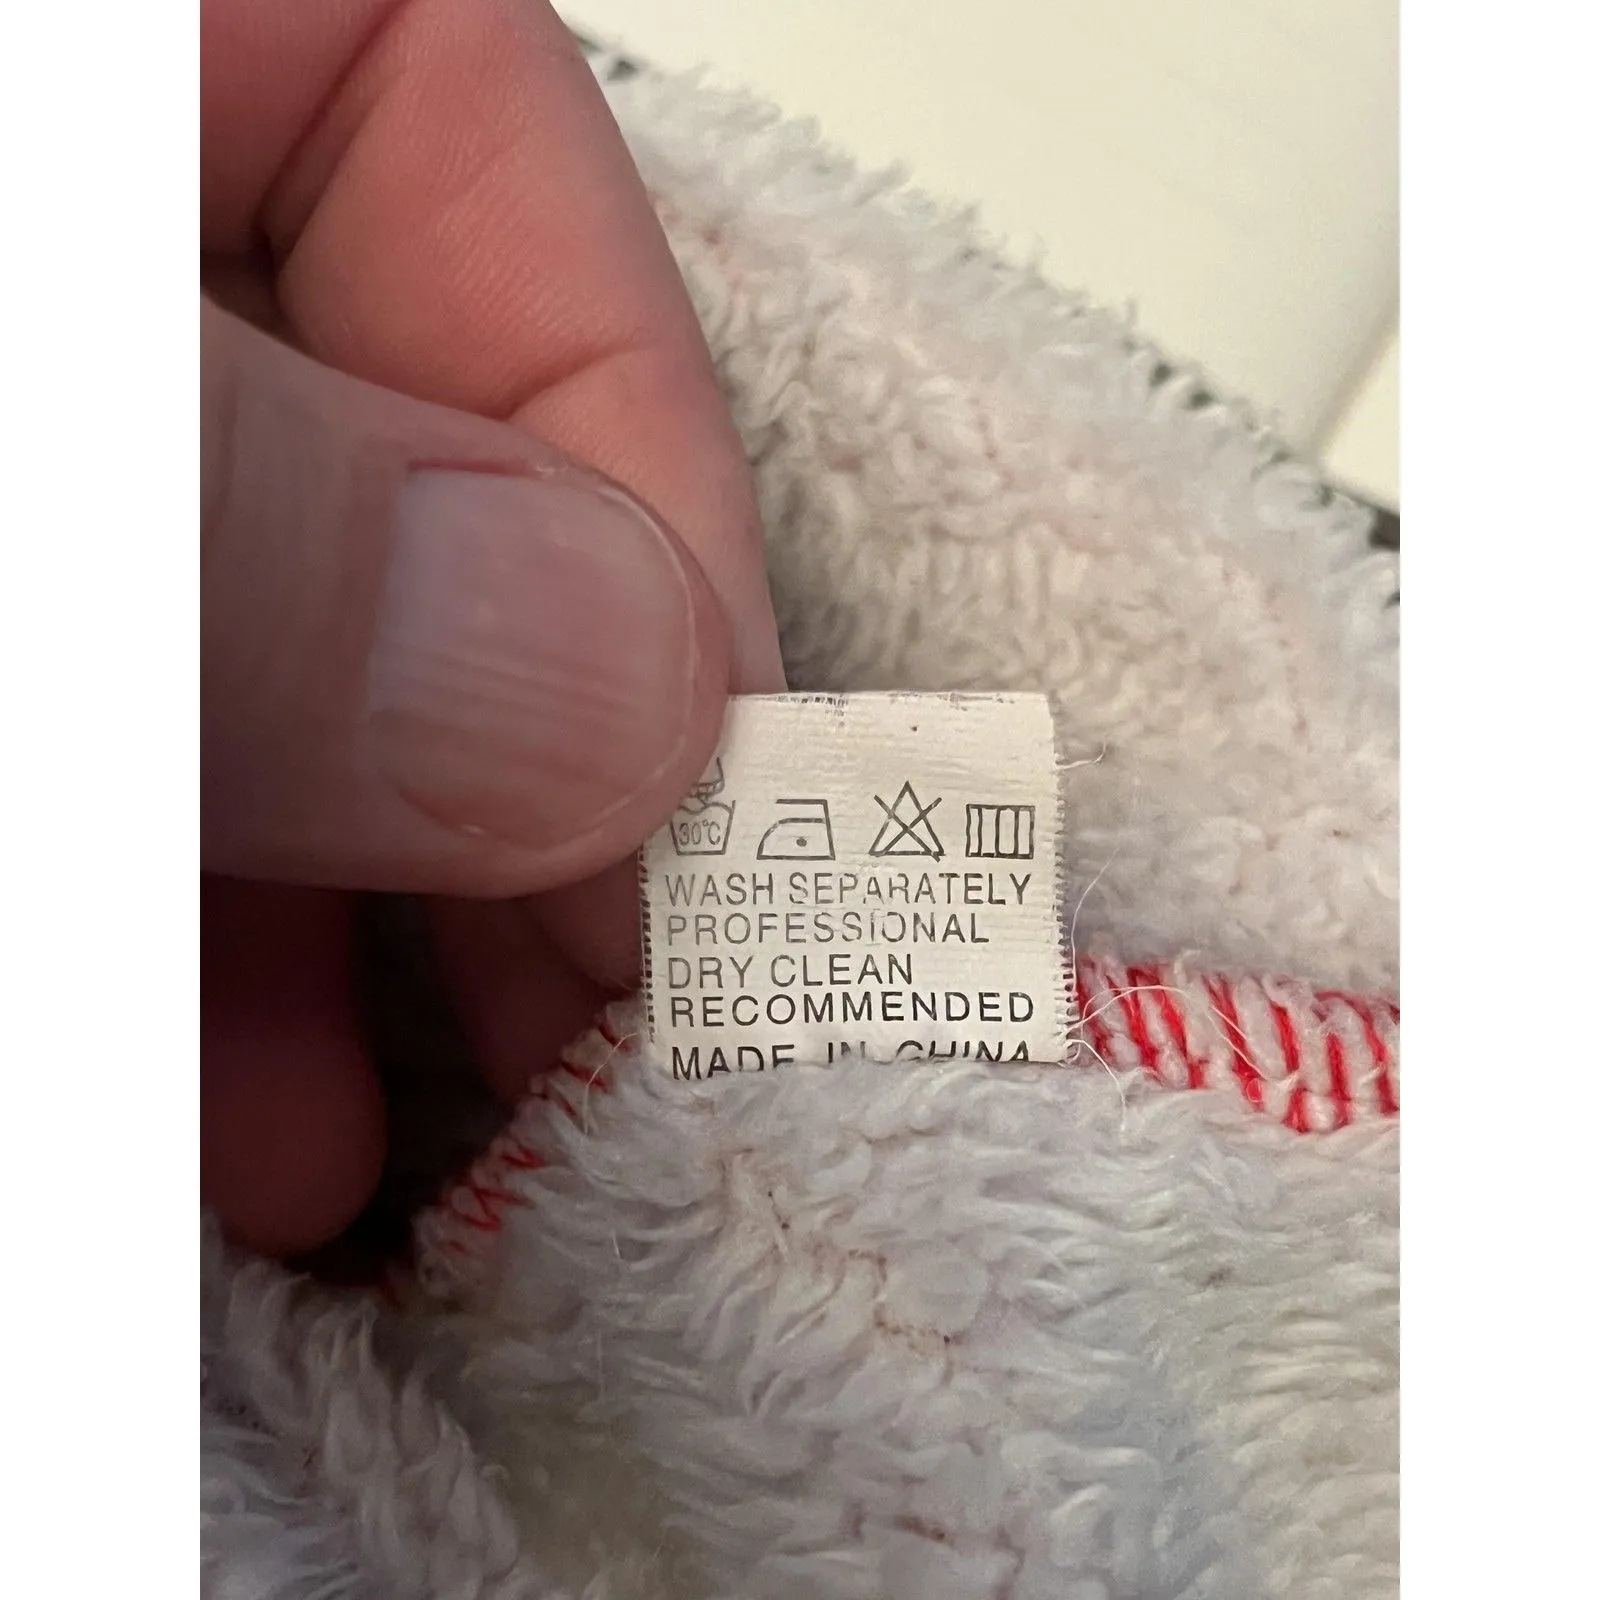 30°C
WASH SEPARATELY
PROFESSIONAL
DRY CLEAN
RECOMMENDED
MADE IN CHINA